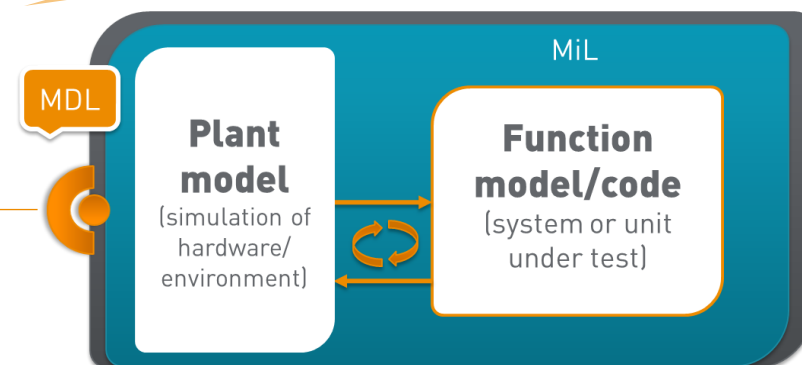 MiL
MDL
Plant
model
(simulation of
hardware/
environment)
Function
model/code
(system or unit
under test)